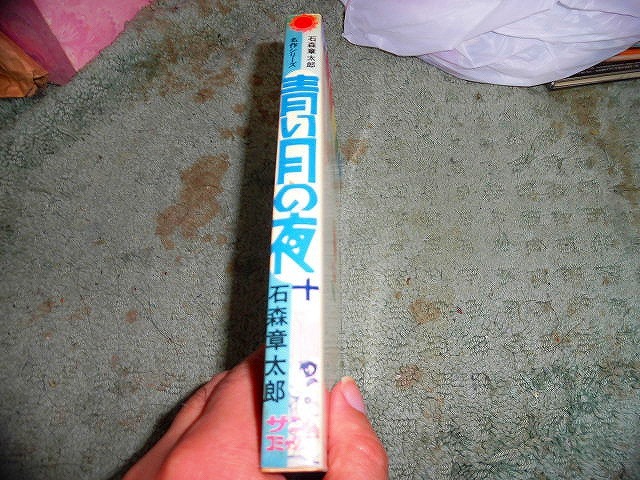 石森章太郎
名作シリーズ
青い月の夜
十
石森章太郎
サ
コミッ